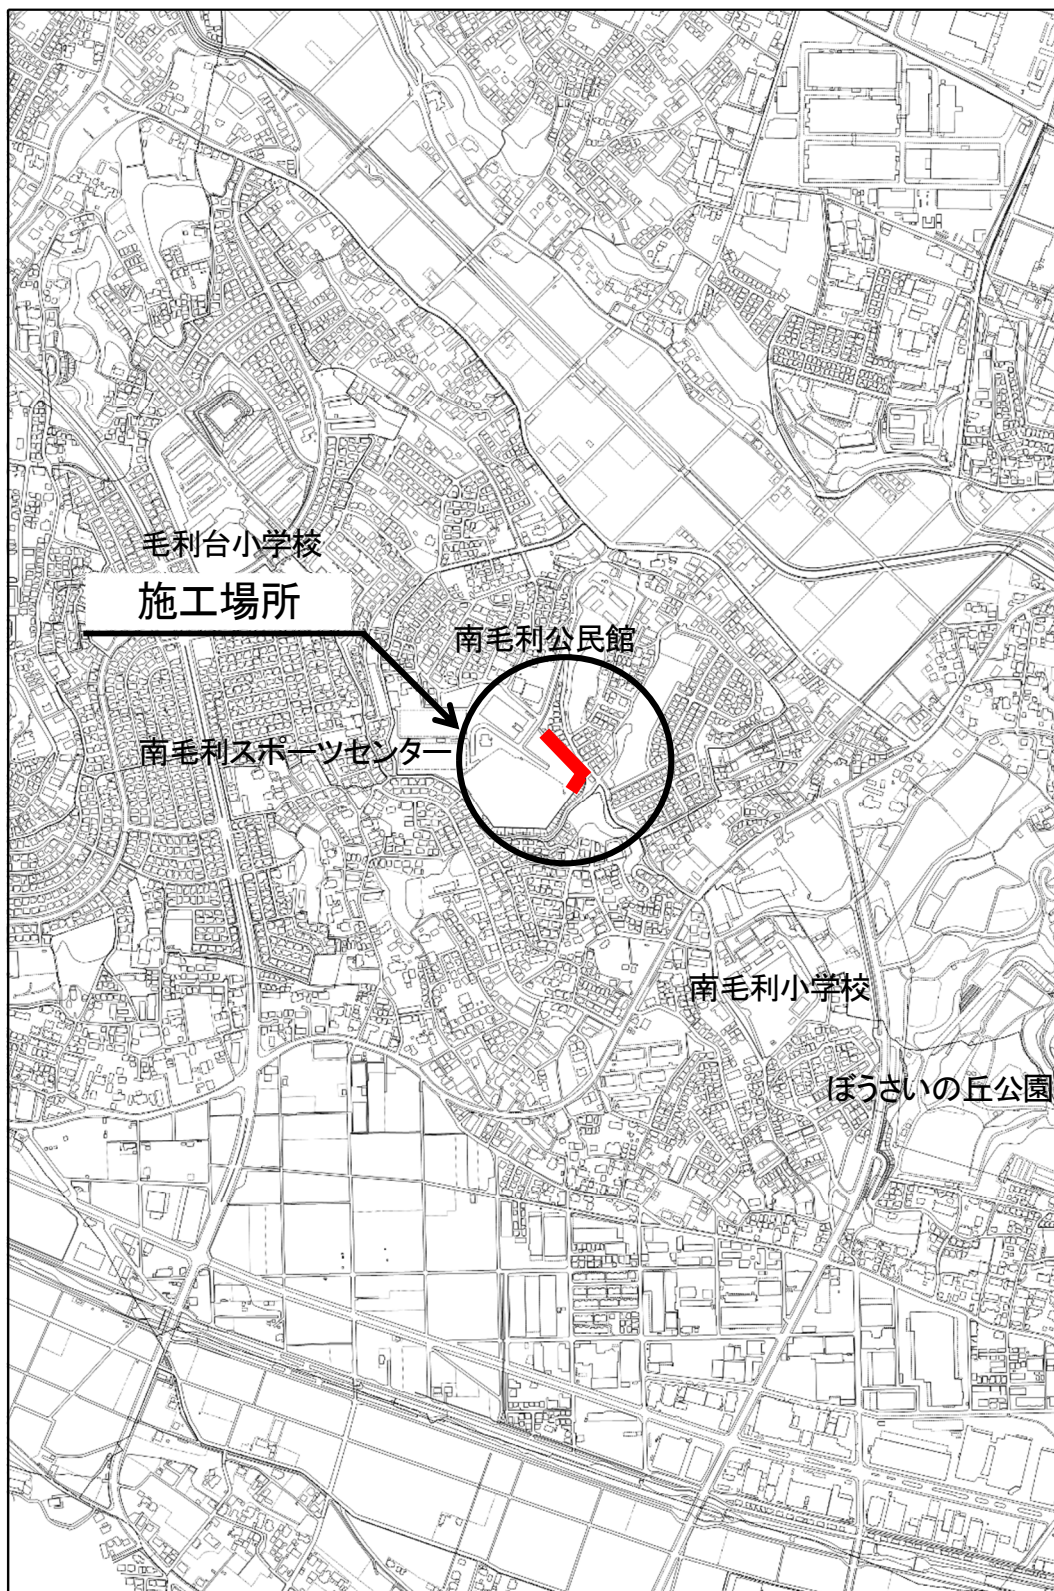 毛利台小学校
施工場所
南毛利公民館
南毛利スポーツセンター
南毛利小学校
ぼうさいの丘公園